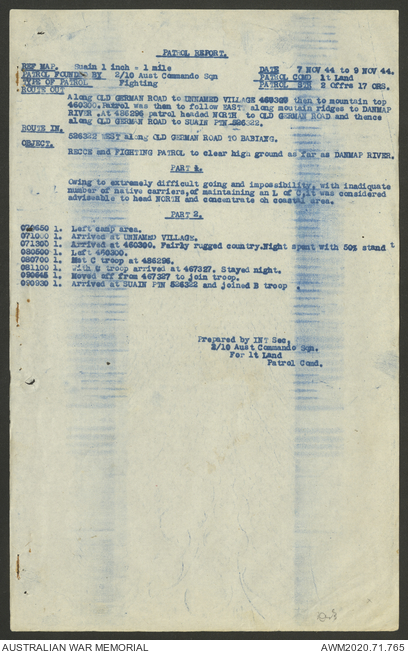 PATROL REPORT.
REF MAP. Suain 1 inch = 1 mile DATE 7 NOV 44 to 9 NOV 44.
PATROL FOUNDED BY 2/10 Aust Commando Sqn PATROL COMD Lt Land
TYPE OF PATROL Fighting PATROL STH 2 Offrs 17 ORS.
ROUTE OUT
Along OLD GERMAN ROAD to UNNAMED VILLAGE then to mountain top
460300. Patrol was then to follow EAST along mountain ridges to DANMAP
RIVER. At 486296 patrol headed NORTH to OLD GERMAN ROAD and thence
along OLD GERMAN ROAD to SUAIN PTN 526322.
ROUTE IN.
526322 WEST along OLD GERMAN ROAD to BABIANG.
OBJECT.
RECCE and FIGHTING PATROL to clear high ground as far as DANMAP RIVER.
PART 1.
Owing to extremely difficult going and impossibility, with inadiquate
number of native carriers, of maintaining an L of C, it was considered
adviseable to head NORTH and concentrate on coastal area.
PART 2.
1. Left camp area.
071000 1. Arrived at UNNAMED VILLAGE.
071300 1. Arrived at 460300. Fairly rugged country. Night spent with 50% stand t
080600 1. Left 460300.
080700 1. Met C troop at 486296.
081100 1. With C troop arrived at 467327. Stayed night.
090645 1. Moved off from 467327 to join troop.
090930 1. Arrived at SUAIN PTN 526322 and joined B troop
Prepared by INT Sec.
2/10 Aust Commando Sqn.
For Lt Land
Patrol Comd.
AUSTRALIAN WAR MEMORIAL AWM2020.71.765